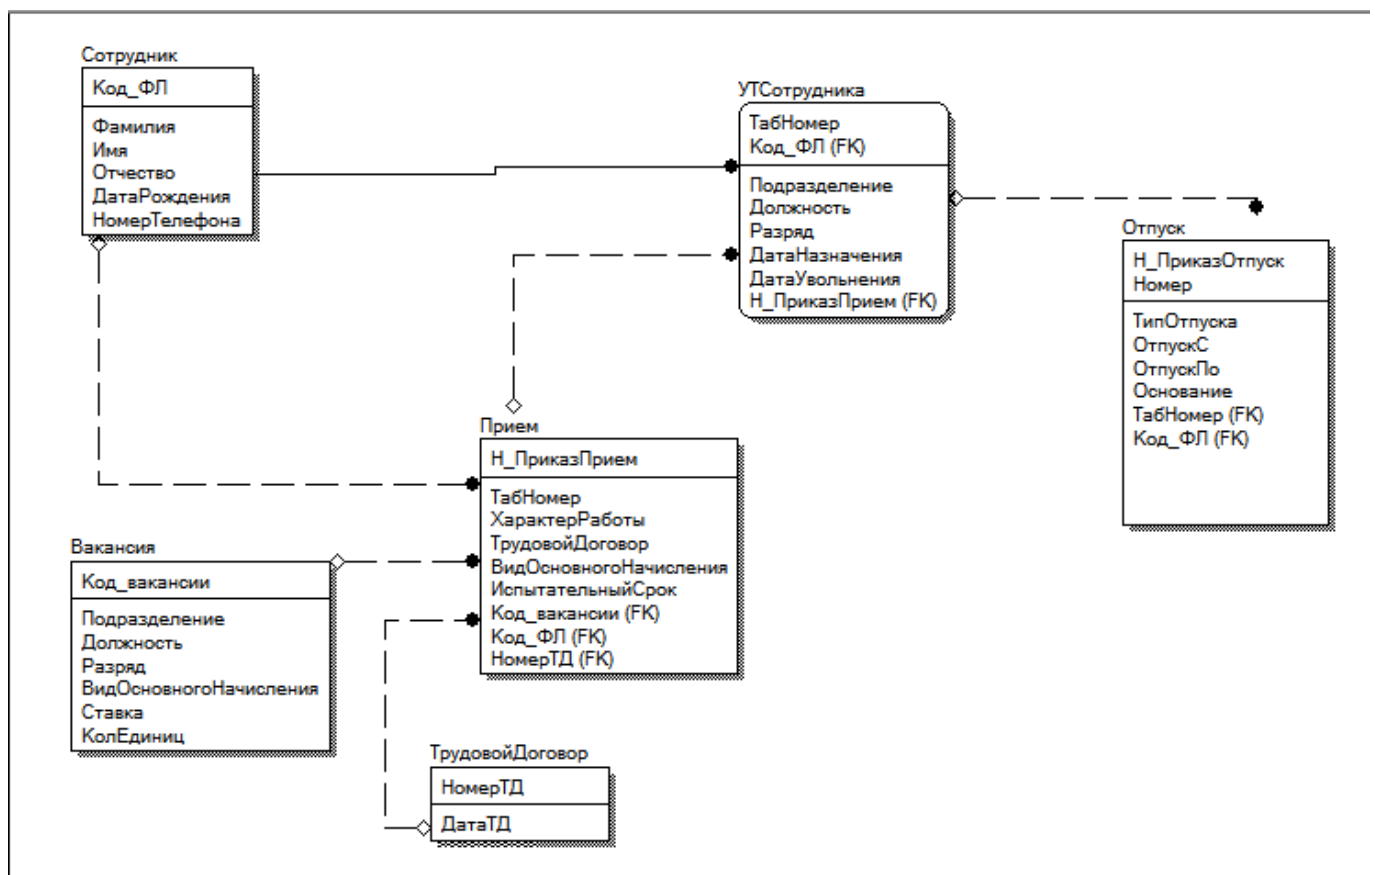 Сотрудник
Код_ФЛ
Фамилия
Имя
Отчество
ДатаРождения
НомерТелефона
УТСотрудника
ТабНомер
Код_ФЛ (FK)
Подразделение
Должность
Разряд
ДатаНазначения
ДатаУвольнения
Н_ПриказПрием (FK)
Отпуск
Н_ПриказОтпуск
Номер
ТипОтпуска
ОтпускС
ОтпускПо
Основание
ТабНомер (FK)
Код_ФЛ (FK)
Прием
Н_ПриказПрием
ТабНомер
ХарактерРаботы
ТрудовойДоговор
ВидОсновногоНачисления
ИспытательныйСрок
Код_вакансии (FK)
Код_ФЛ (FK)
НомерТД (FK)
Вакансия
Код_вакансии
Подразделение
Должность
Разряд
ВидОсновногоНачисления
Ставка
КолЕдиниц
ТрудовойДоговор
НомерТД
ДатаТД